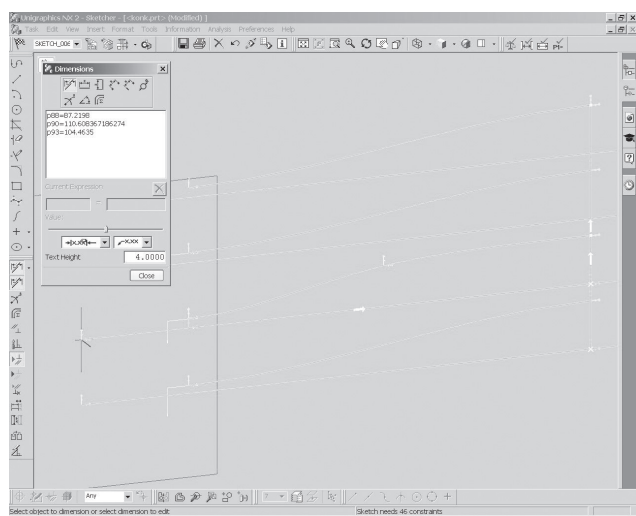 Unigraphics NX 2 - Sketcher - [<konik.prt> (Modified) ]
Task Edit View Insert Format Tools Information Analysis Preferences Help
SKETCH_006
Dimensions
p88=87.2198
p90=110.608367186274
p93=104.4635
Current Expression
Value:
Text Height 4.0000
Close
Any
Select object to dimension or select dimension to edit Sketch needs 46 constraints